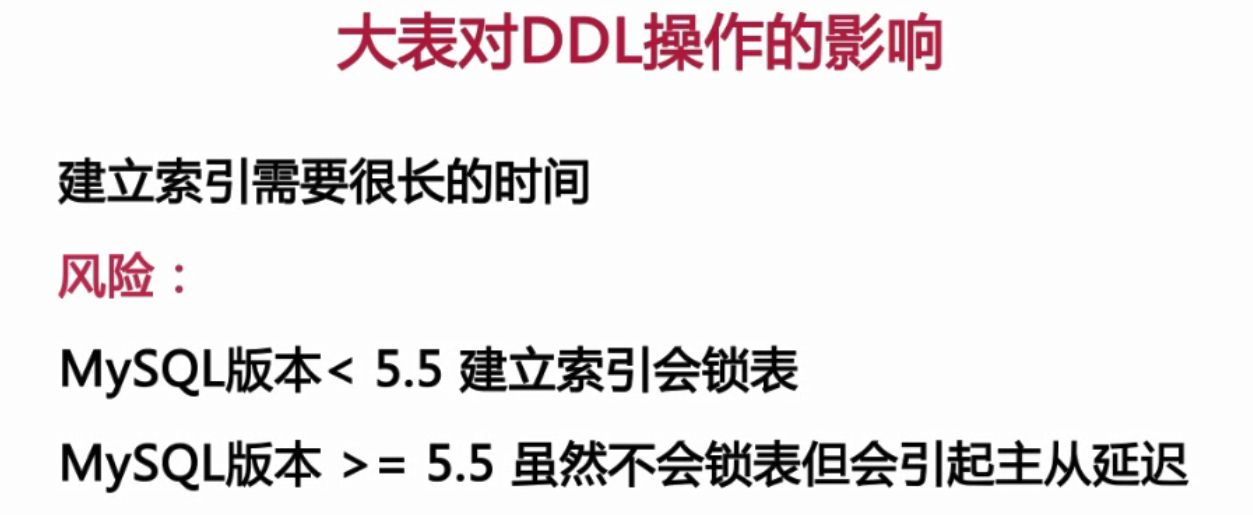 大表对DDL操作的影响
建立索引需要很长的时间
风险：
MySQL版本< 5.5 建立索引会锁表
MySQL版本 >= 5.5 虽然不会锁表但会引起主从延迟